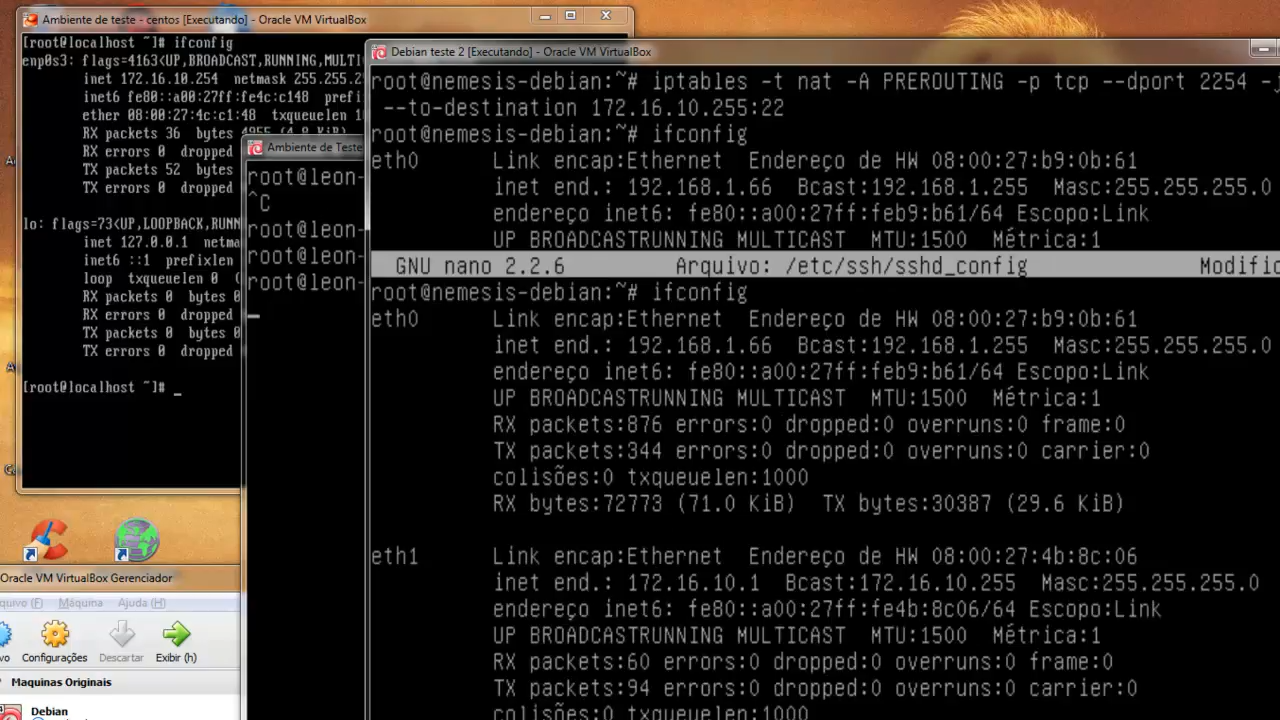 Ambiente de teste - centos [Executando] - Oracle VM VirtualBox
[root@localhost ~]# ifconfig
enp0s3: flags=4163<UP,BROADCAST,RUNNING,MULTI
inet 172.16.10.254 netmask 255.255.2
inet6 fe80::a00:27ff:fe4c:c148 prefi
ether 08:00:27:4c:c1:48 txqueuelen
RX packets 36 bytes 4955 (4.8 KiB)
RX errors 0 dropped
TX packets 52 bytes
TX errors 0 dropped
lo: flags=73<UP,LOOPBACK,RUNN
inet 127.0.0.1 netma
inet6 ::1 prefixlen
loop txqueuelen 0 (
RX packets 0 bytes 0
RX errors 0 dropped
TX packets 0 bytes 0
TX errors 0 dropped
[root@localhost ~]# _
Ambiente de Teste
root@leon-
^C
root@leon-
root@leon-
root@leon-
Debian teste 2 [Executando] - Oracle VM VirtualBox
root@nemesis-debian:~# iptables -t nat -A PREROUTING -p tcp --dport 2254 -j
--to-destination 172.16.10.255:22
root@nemesis-debian:~# ifconfig
eth0 Link encap:Ethernet Endereço de HW 08:00:27:b9:0b:61
inet end.: 192.168.1.66 Bcast:192.168.1.255 Masc:255.255.255.0
endereço inet6: fe80::a00:27ff:feb9:b61/64 Escopo:Link
UP BROADCASTRUNNING MULTICAST MTU:1500 Métrica:1
GNU nano 2.2.6 Arquivo: /etc/ssh/sshd_config Modific
root@nemesis-debian:~# ifconfig
eth0 Link encap:Ethernet Endereço de HW 08:00:27:b9:0b:61
inet end.: 192.168.1.66 Bcast:192.168.1.255 Masc:255.255.255.0
endereço inet6: fe80::a00:27ff:feb9:b61/64 Escopo:Link
UP BROADCASTRUNNING MULTICAST MTU:1500 Métrica:1
RX packets:876 errors:0 dropped:0 overruns:0 frame:0
TX packets:344 errors:0 dropped:0 overruns:0 carrier:0
colisões:0 txqueuelen:1000
RX bytes:72773 (71.0 KiB) TX bytes:30387 (29.6 KiB)
eth1 Link encap:Ethernet Endereço de HW 08:00:27:4b:8c:06
inet end.: 172.16.10.1 Bcast:172.16.10.255 Masc:255.255.255.0
endereço inet6: fe80::a00:27ff:fe4b:8c06/64 Escopo:Link
UP BROADCASTRUNNING MULTICAST MTU:1500 Métrica:1
RX packets:60 errors:0 dropped:0 overruns:0 frame:0
TX packets:94 errors:0 dropped:0 overruns:0 carrier:0
colisões:0 txqueuelen:1000
Oracle VM VirtualBox Gerenciador
quivo (F) Máquina Ajuda (H)
vo Configurações Descartar Exibir (h)
Maquinas Originais
Debian